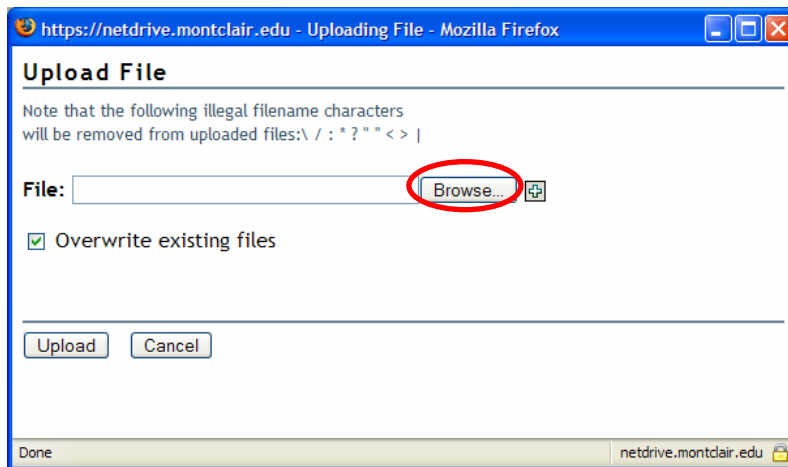 https://netdrive.montclair.edu - Uploading File - Mozilla Firefox
Upload File
Note that the following illegal filename characters
will be removed from uploaded files:\ / : * ? " " < > |
File: Browse...
Overwrite existing files
Upload Cancel
Done netdrive.montclair.edu